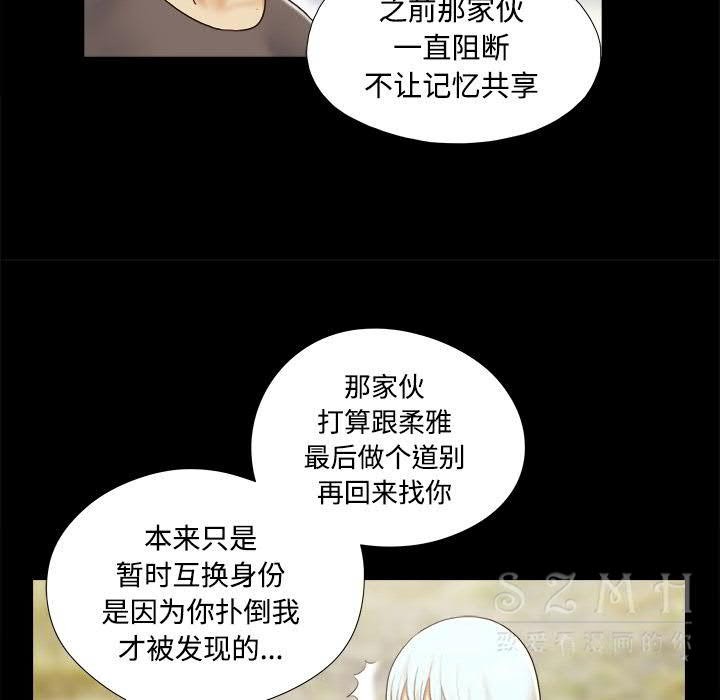 之前那家伙
一直阻断
不让记忆共享
那家伙
打算跟柔雅
最后做个道别
再回来找你
本来只是
暂时互换身份
是因为你扑倒我
才被发现的...
SZMH
致爱看漫画的你